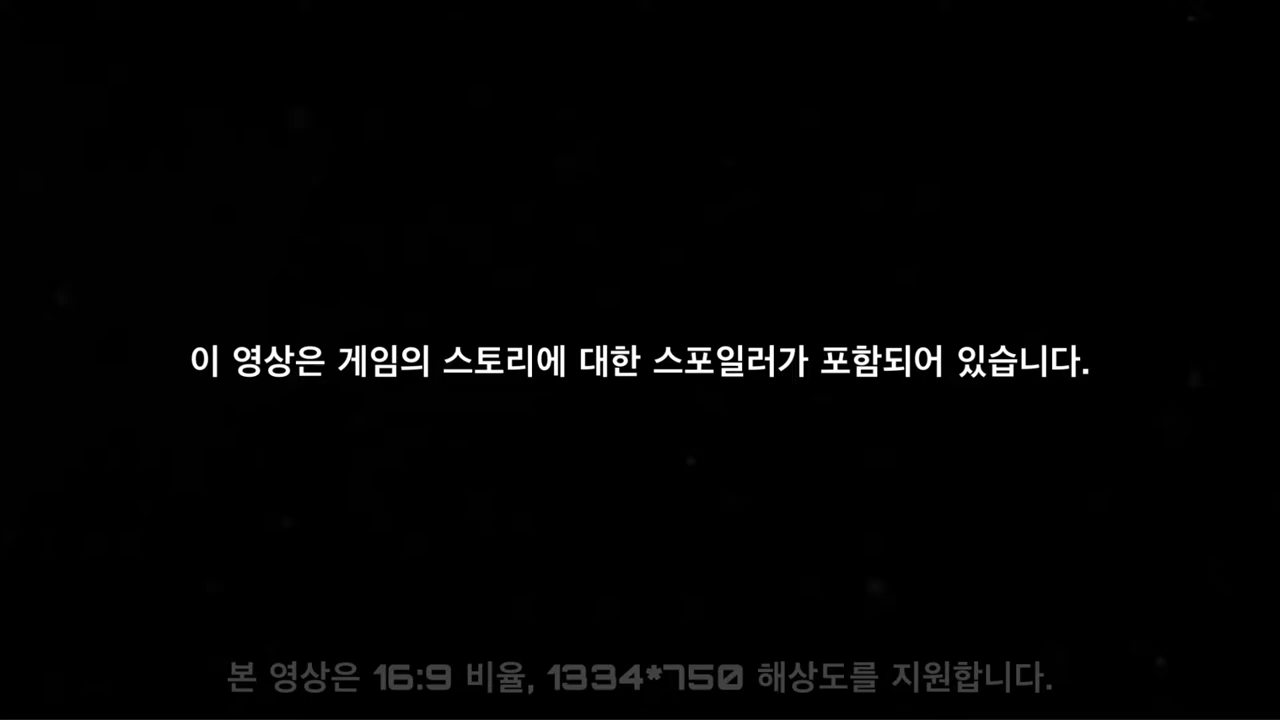 이 영상은 게임의 스토리에 대한 스포일러가 포함되어 있습니다.
본 영상은 16:9 비율, 1334*750 해상도를 지원합니다.